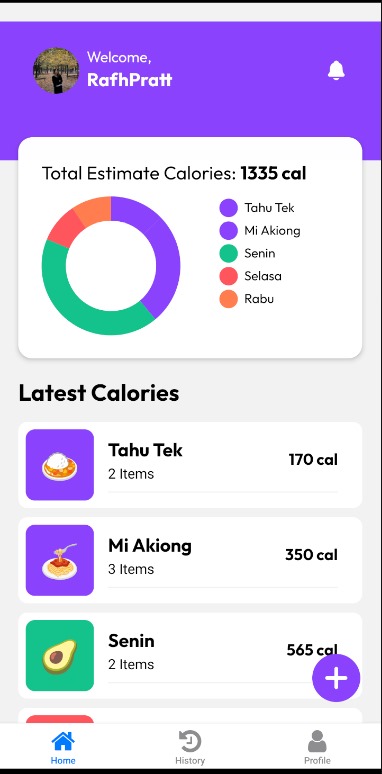 Welcome,
RafhPratt
Total Estimate Calories: 1335 cal
Tahu Tek
Mi Akiong
Senin
Selasa
Rabu
Latest Calories
Tahu Tek
170 cal
2 Items
Mi Akiong
350 cal
3 Items
Senin
565 cal
2 Items
Home
History
Profile